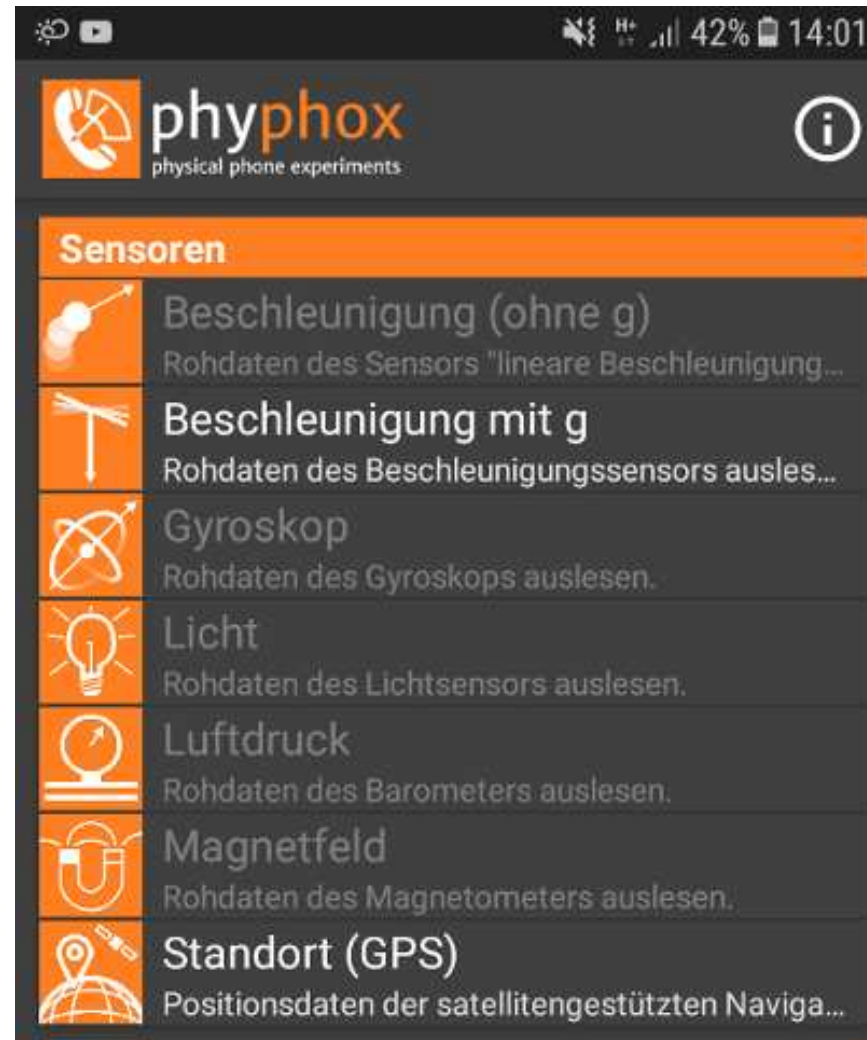 H+ 42% 14:01
phyphox
physical phone experiments
Sensoren
Beschleunigung (ohne g)
Rohdaten des Sensors "lineare Beschleunigung...
Beschleunigung mit g
Rohdaten des Beschleunigungssensors ausles...
Gyroskop
Rohdaten des Gyroskops auslesen.
Licht
Rohdaten des Lichtsensors auslesen.
Luftdruck
Rohdaten des Barometers auslesen.
Magnetfeld
Rohdaten des Magnetometers auslesen.
Standort (GPS)
Positionsdaten der satellitengestützten Naviga...